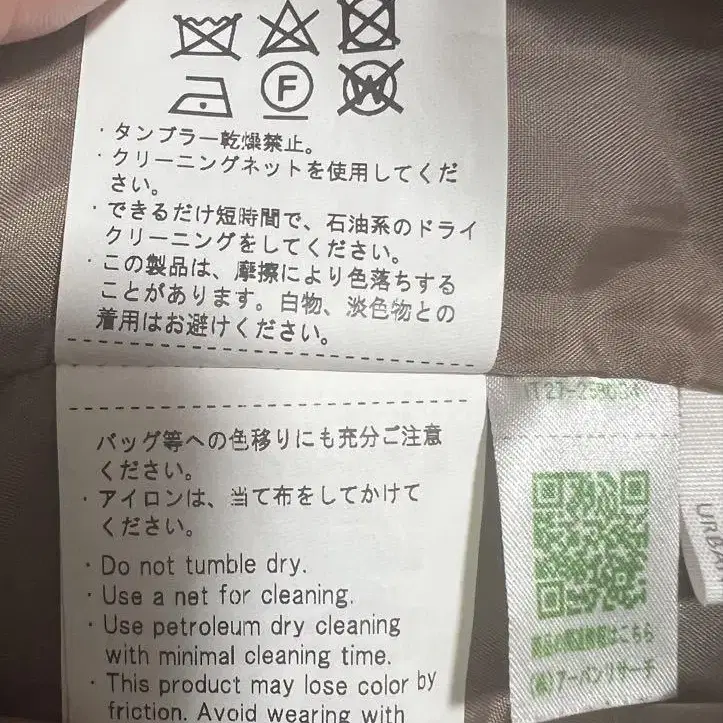 F
W
・タンブラー乾燥禁止。
・クリーニングネットを使用してくだ
さい。
・できるだけ短時間で、石油系のドライ
クリーニングをしてください。
・この製品は、摩擦により色落ちする
ことがあります。白物、淡色物との
着用はお避けください。
バッグ等への色移りにも充分ご注意
ください。
・アイロンは、当て布をしてかけて
ください。
・Do not tumble dry.
・Use a net for cleaning.
・Use petroleum dry cleaning
with minimal cleaning time.
・This product may lose color by
friction. Avoid wearing with
(株)アーバンリサーチ
URBA